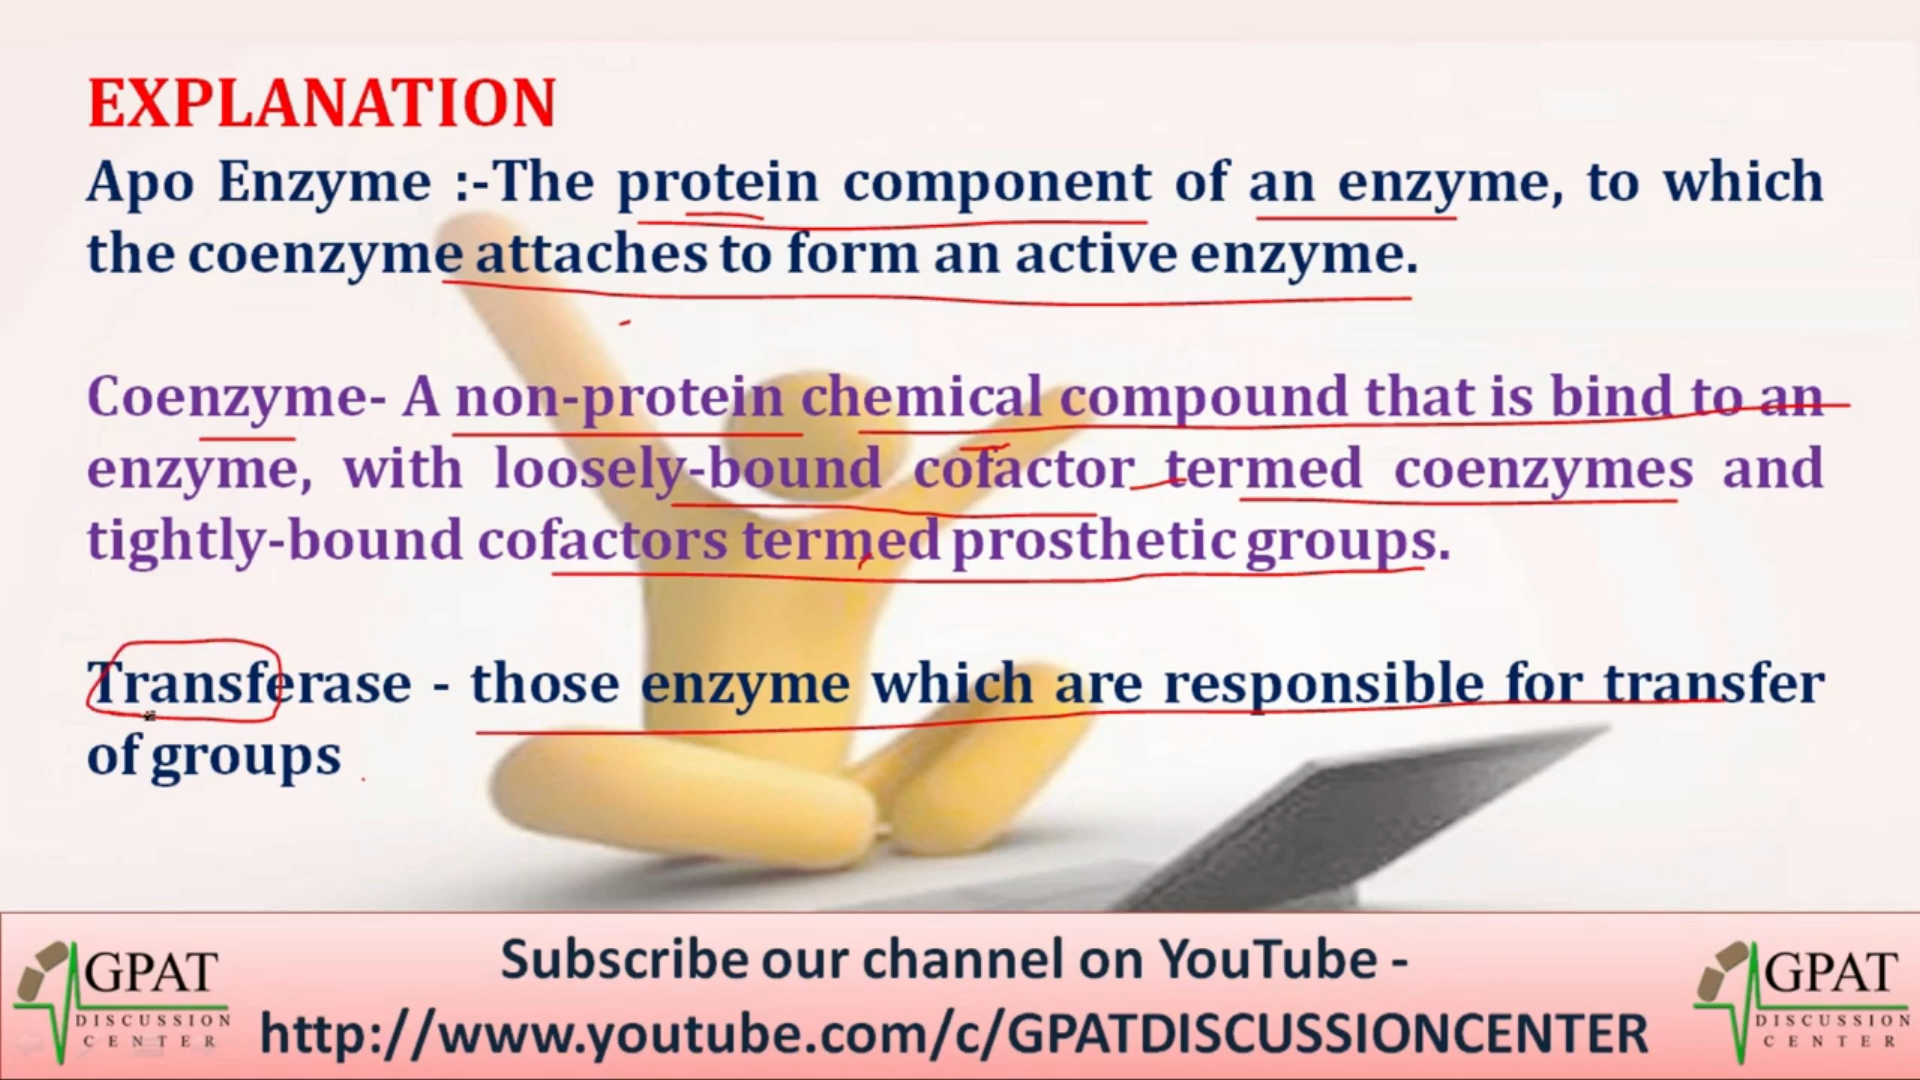 EXPLANATION
Apo Enzyme :-The protein component of an enzyme, to which
the coenzyme attaches to form an active enzyme.
Coenzyme- A non-protein chemical compound that is bind to an
enzyme, with loosely-bound cofactor termed coenzymes and
tightly-bound cofactors termed prosthetic groups.
Transferase - those enzyme which are responsible for transfer
of groups
GPAT
DISCUSSION
CENTER
Subscribe our channel on YouTube -
http://www.youtube.com/c/GPATDISCUSSIONCENTER
GPAT
DISCUSSION
CENTER